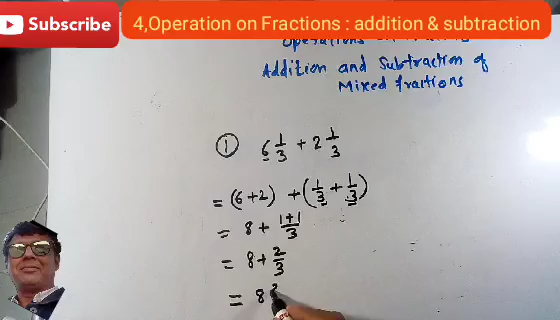 Subscribe
4,Operation on Fractions : addition & subtraction
Addition and Subtraction of
Mixed fractions
① 6 1/3 + 2 1/3
= (6+2) + (1/3 + 1/3)
= 8 + (1+1)/3
= 8 + 2/3
= 8